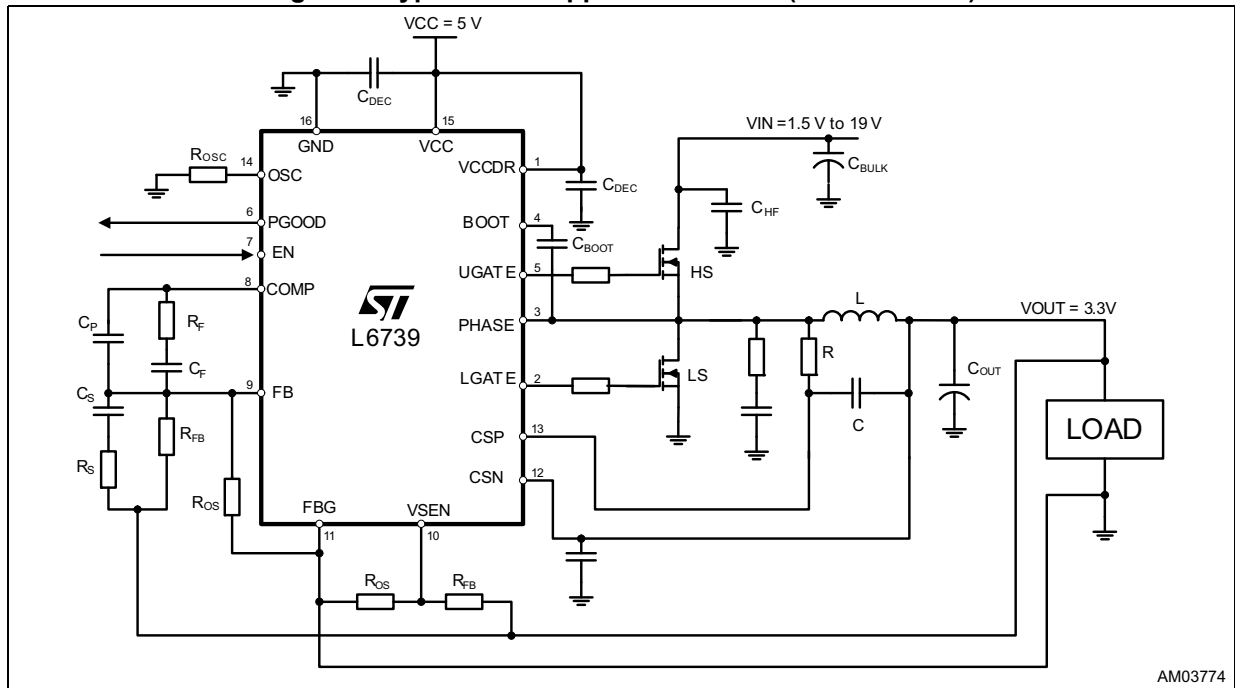 VCC = 5 V
CDEC
16
15
GND
VCC
VIN =1.5 V to 19 V
ROSC
14
OSC
VCCDR
1
CDEC
CBULK
6
PGOOD
BOOT
4
CHF
7
EN
CBOOT
UGATE
5
HS
8
COMP
ST
L6739
CP
RF
PHASE
3
L
VOUT = 3.3V
CF
R
COUT
9
FB
LGATE
2
LS
CS
RFB
C
LOAD
RS
CSP
13
ROS
CSN
12
FBG
VSEN
11
10
ROS
RFB
AM03774